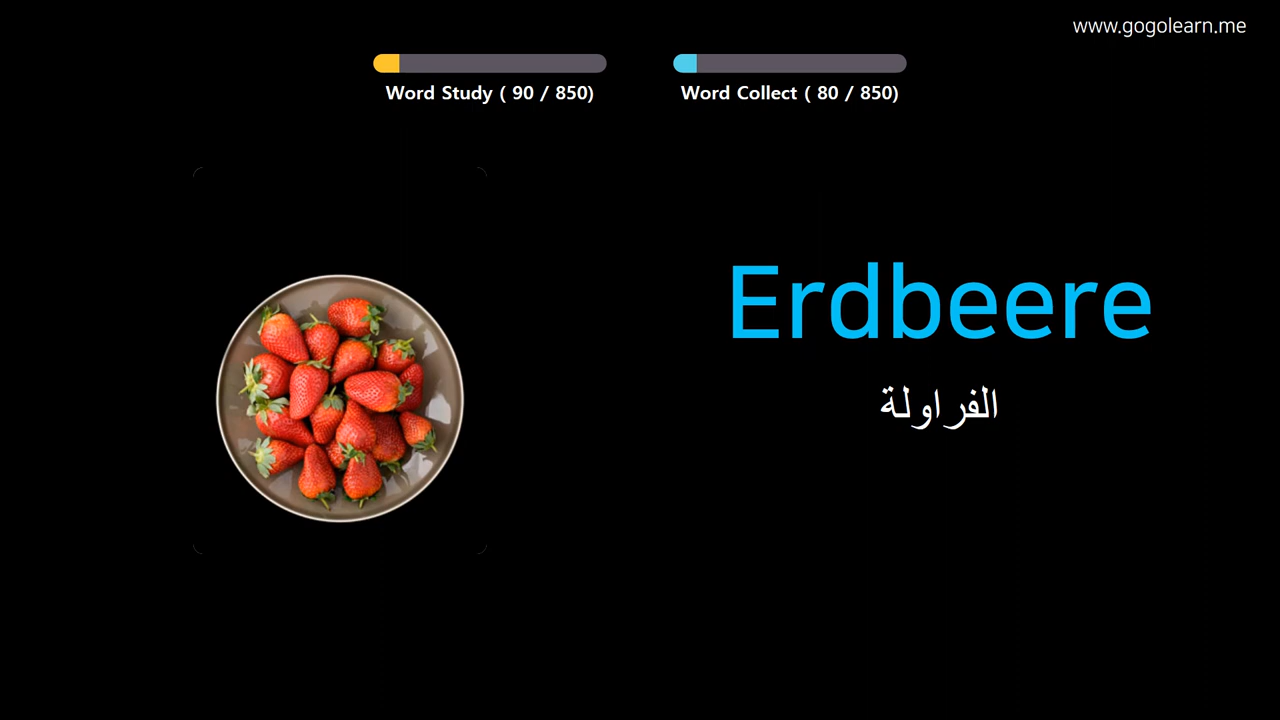 www.gogolearn.me
Word Study ( 90 / 850)
Word Collect ( 80 / 850)
Erdbeere
الفراولة